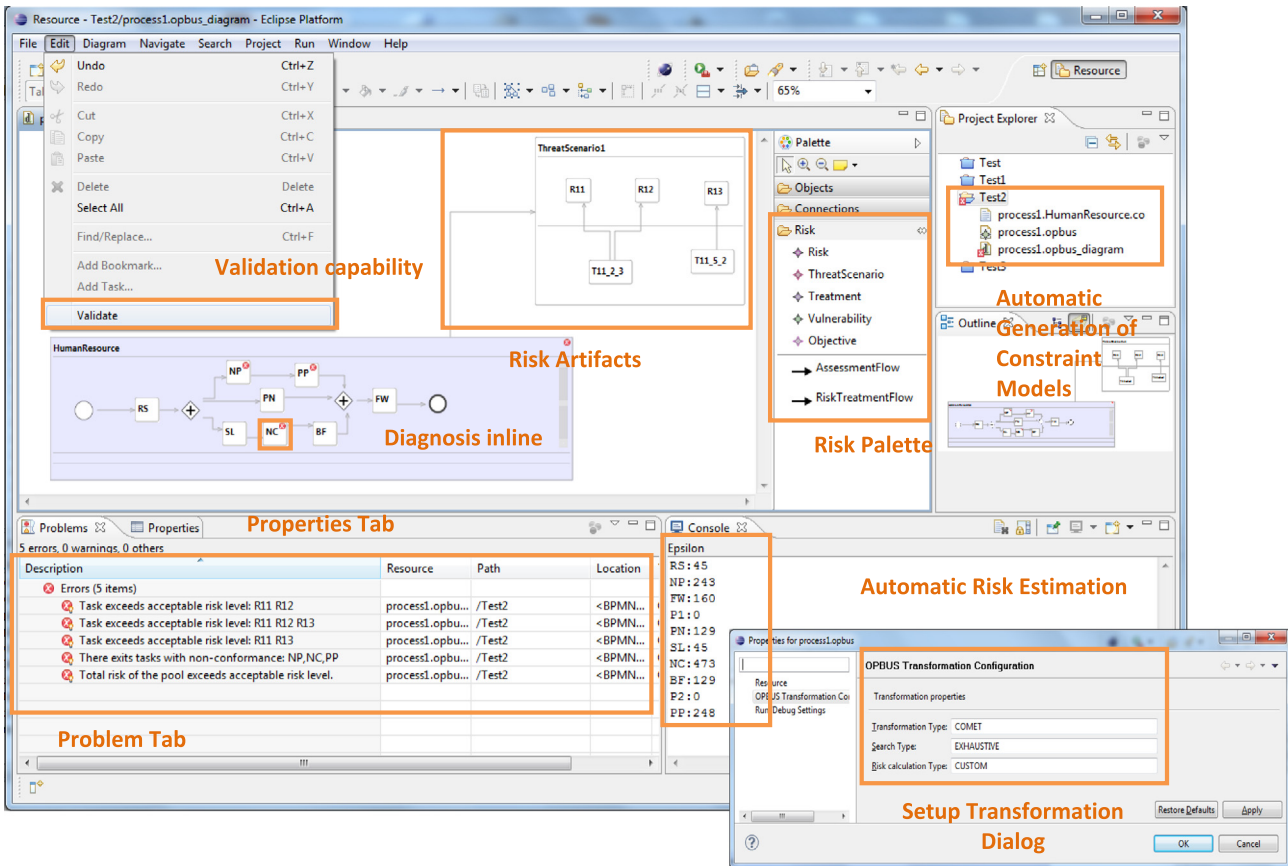 Resource - Test2/process1.opbus_diagram - Eclipse Platform
File Edit Diagram Navigate Search Project Run Window Help
Undo Ctrl+Z
Redo Ctrl+Y
Cut Ctrl+X
Copy Ctrl+C
Paste Ctrl+V
Delete Delete
Select All Ctrl+A
Find/Replace... Ctrl+F
Add Bookmark...
Add Task...
Validate
Validation capability
65%
Resource
ThreatScenario1
R11
R12
R13
T11_2_3
T11_5_2
Risk Artifacts
Palette
Objects
Connections
Risk
Risk
ThreatScenario
Treatment
Vulnerability
Objective
AssessmentFlow
RiskTreatmentFlow
Risk Palette
Project Explorer
Test
Test1
Test2
process1.HumanResource.co
process1.opbus
process1.opbus_diagram
Test3
Automatic
Generation of
Constraint
Models
Outline
HumanResource
NP
PP
RS
PN
FW
SL
NC
BF
Diagnosis inline
Problems
Properties
Properties Tab
5 errors, 0 warnings, 0 others
Description Resource Path Location
Errors (5 items)
Task exceeds acceptable risk level: R11 R12 process1.opbu... /Test2 <BPMN...
Task exceeds acceptable risk level: R11 R12 R13 process1.opbu... /Test2 <BPMN...
Task exceeds acceptable risk level: R11 R13 process1.opbu... /Test2 <BPMN...
There exits tasks with non-conformance: NP,NC,PP process1.opbu... /Test2 <BPMN...
Total risk of the pool exceeds acceptable risk level. process1.opbu... /Test2 <BPMN...
Problem Tab
Console
Epsilon
RS:45
NP:243
FW:160
P1:0
PN:129
SL:45
NC:473
BF:129
P2:0
PP:248
Automatic Risk Estimation
Properties for process1.opbus
Resource
OPBUS Transformation Coi
Run/Debug Settings
OPBUS Transformation Configuration
Transformation properties
Transformation Type: COMET
Search Type: EXHAUSTIVE
Risk calculation Type: CUSTOM
Restore Defaults
Apply
Setup Transformation
Dialog
OK
Cancel